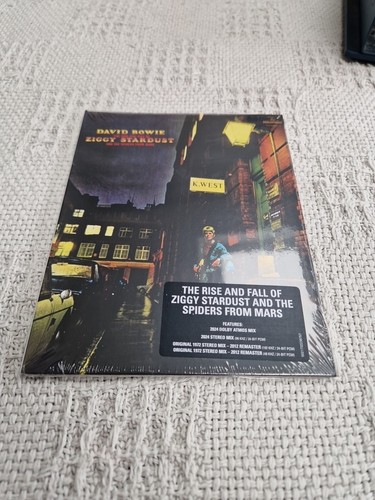 DAVID BOWIE
ZIGGY STARDUST
K.WEST
THE RISE AND FALL OF
ZIGGY STARDUST AND THE
SPIDERS FROM MARS
FEATURES:
2024 DOLBY ATMOS MIX
2024 STEREO MIX
ORIGINAL 1972 STEREO MIX – 2012 REMASTER
ORIGINAL 1972 STEREO MIX – 2012 REMASTER